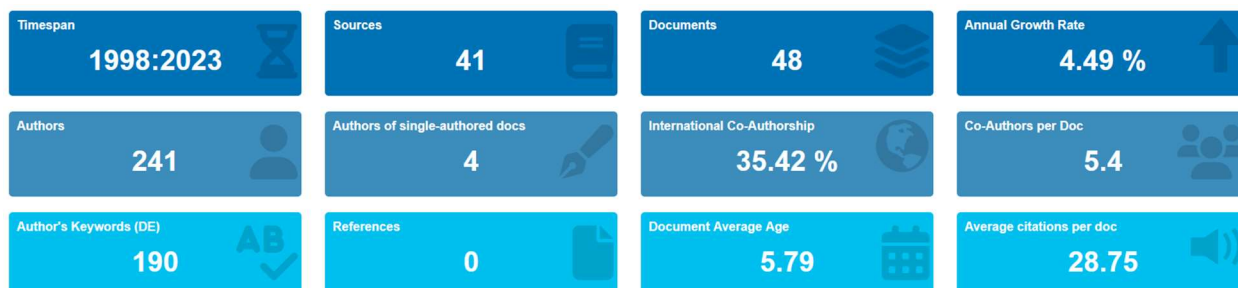 Timespan
1998:2023
Sources
41
Documents
48
Annual Growth Rate
4.49 %
Authors
241
Authors of single-authored docs
4
International Co-Authorship
35.42 %
Co-Authors per Doc
5.4
Author's Keywords (DE)
190
AB
References
0
Document Average Age
5.79
Average citations per doc
28.75